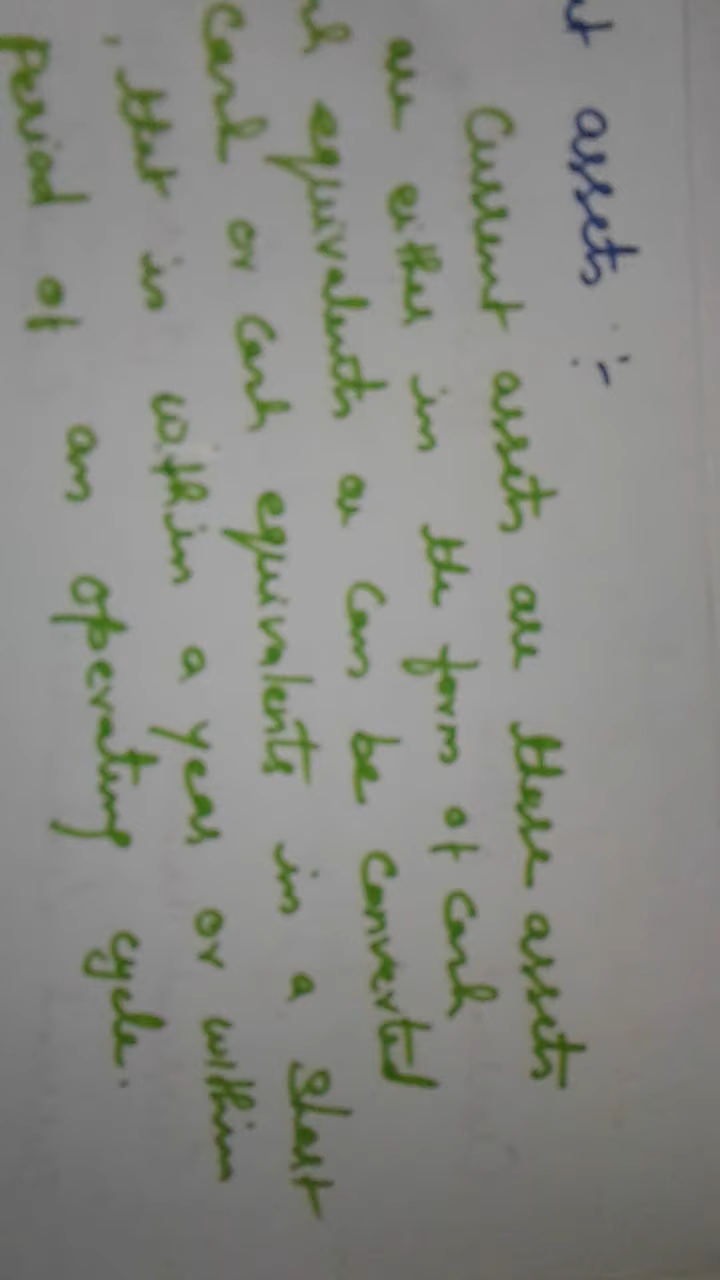 assets :-
Current assets are these assets
are either in the form of cash
equivalents or can be converted
cash or cash equivalents in a short
, that is within a year or within
period of an operating cycle.